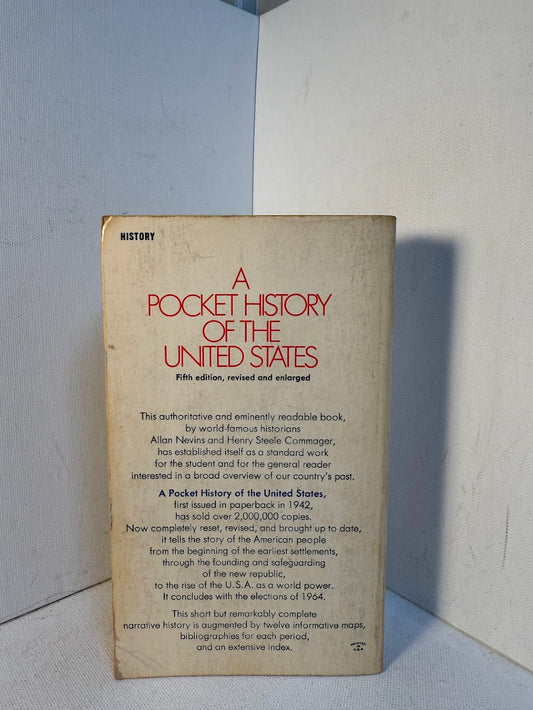 HISTORY
A
POCKET HISTORY
OF THE
UNITED STATES
Fifth edition, revised and enlarged
This authoritative and eminently readable book,
by world-famous historians
Allan Nevins and Henry Steele Commager,
has established itself as a standard work
for the student and for the general reader
interested in a broad overview of our country's past.
A Pocket History of the United States,
first issued in paperback in 1942,
has sold over 2,000,000 copies.
Now completely reset, revised, and brought up to date,
it tells the story of the American people
from the beginning of the earliest settlements,
through the founding and safeguarding
of the new republic,
to the rise of the U.S.A. as a world power.
It concludes with the elections of 1964.
This short but remarkably complete
narrative history is augmented by twelve informative maps,
bibliographies for each period,
and an extensive index.
PRINTED
IN
U.S.A.